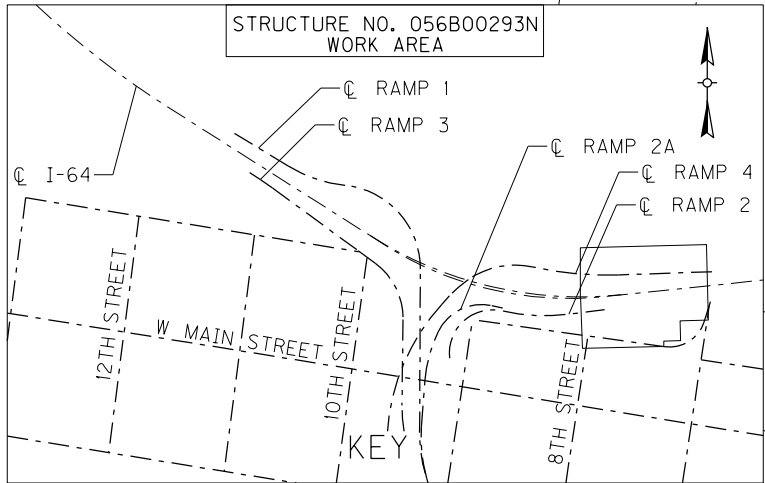 STRUCTURE NO. 056B00293N
WORK AREA
℄ RAMP 1
℄ RAMP 3
℄ RAMP 2A
℄ RAMP 4
℄ I-64
℄ RAMP 2
12TH STREET
W MAIN STREET
10TH STREET
8TH STREET
KEY